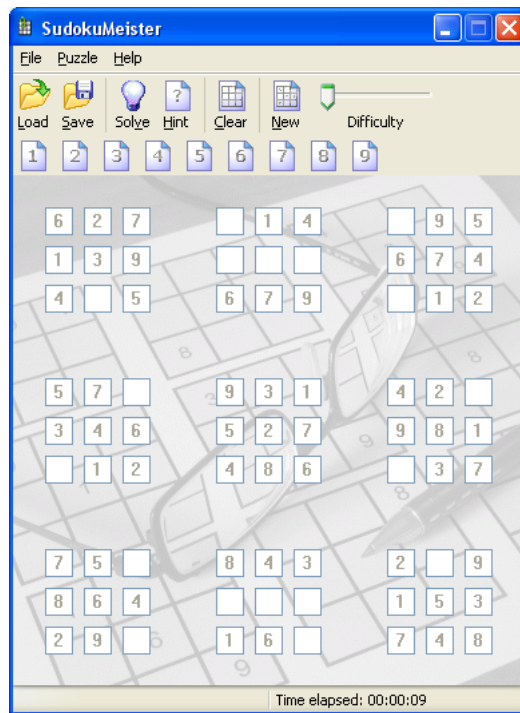 SudokuMeister
File Puzzle Help
Load Save Solve Hint Clear New Difficulty
1 2 3 4 5 6 7 8 9
6 2 7 1 4 9 5
1 3 9 6 7 4
4 5 6 7 9 1 2
5 7 9 3 1 4 2
3 4 6 5 2 7 9 8 1
1 2 4 8 6 3 7
7 5 8 4 3 2 9
8 6 4 1 5 3
2 9 1 6 7 4 8
Time elapsed: 00:00:09